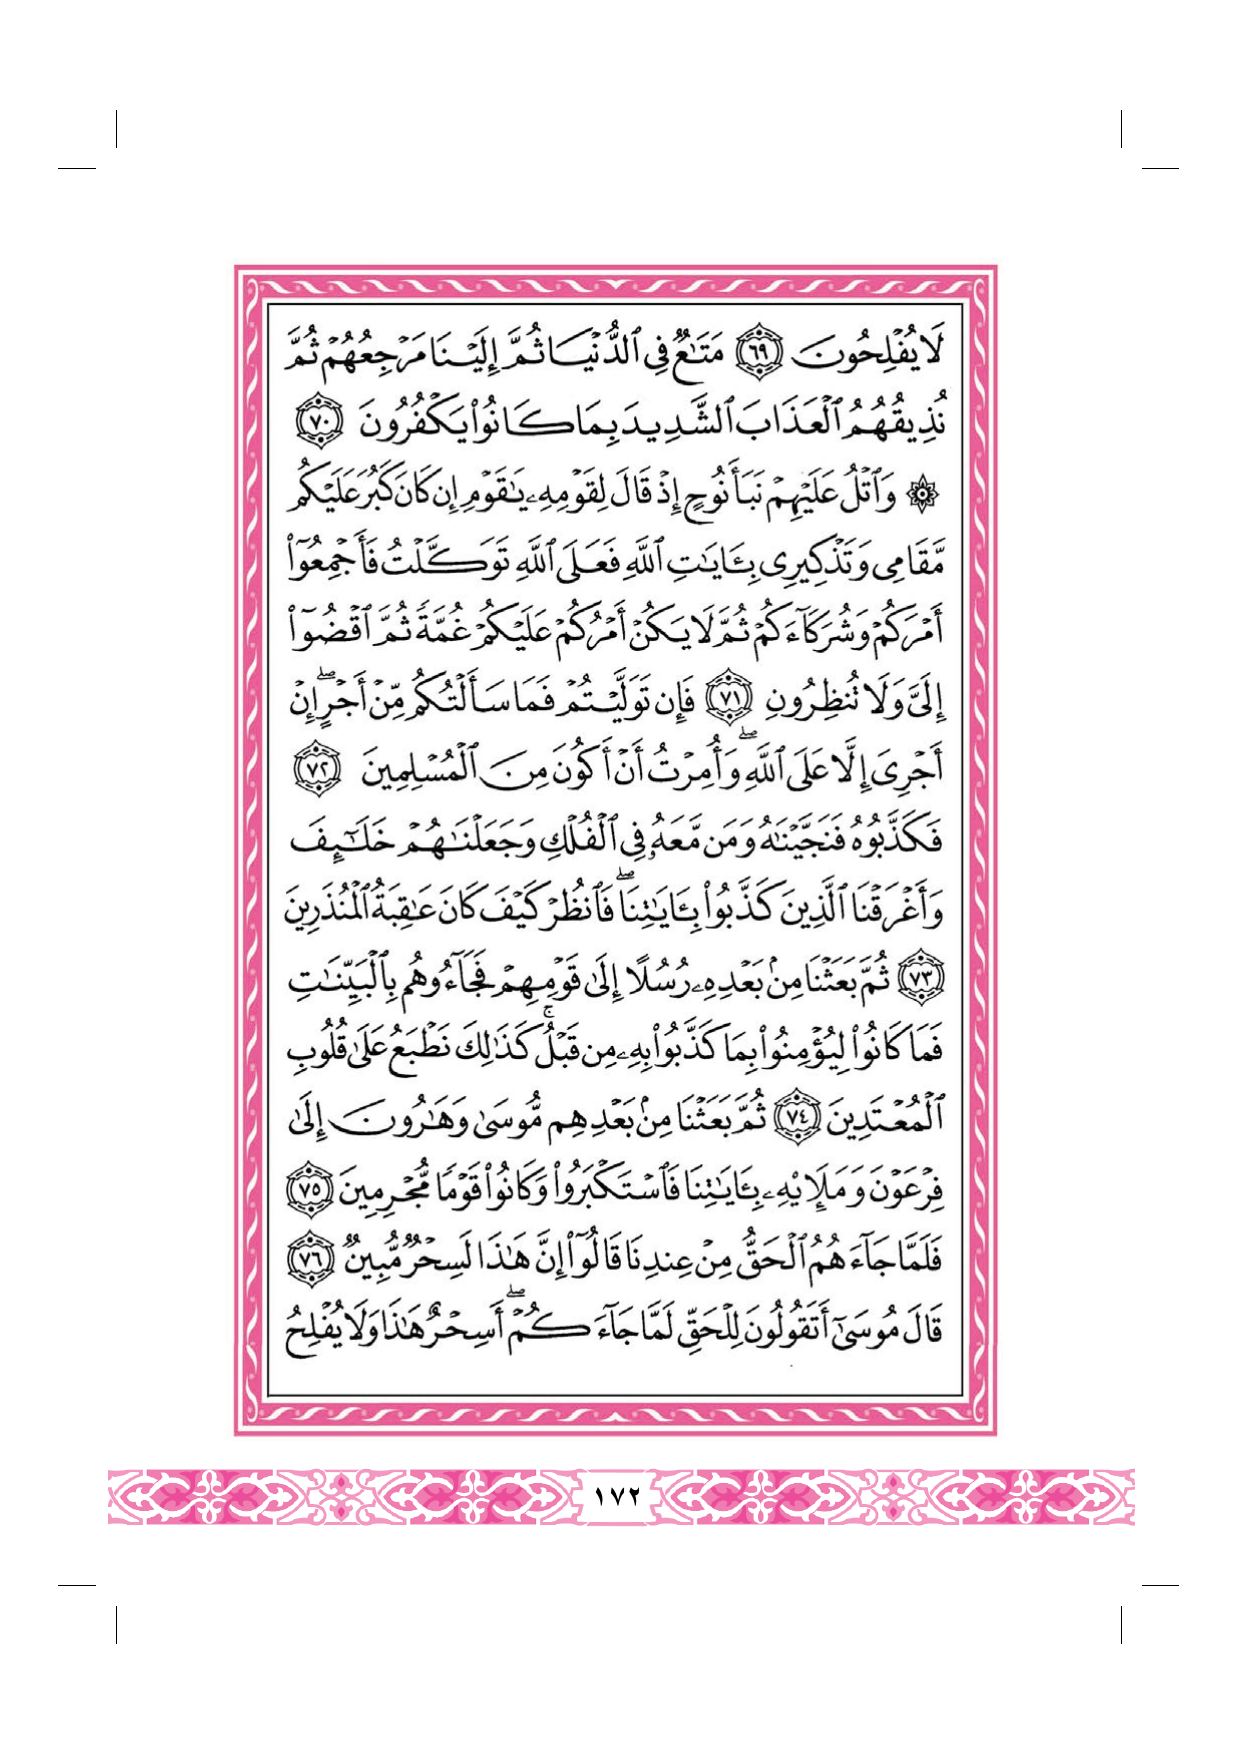 لَا يُفْلِحُونَ ﴿٦٩﴾ مَتَٰعٌ فِى ٱلدُّنْيَا ثُمَّ إِلَيْنَا مَرْجِعُهُمْ ثُمَّ
نُذِيقُهُمُ ٱلْعَذَابَ ٱلشَّدِيدَ بِمَا كَانُوا۟ يَكْفُرُونَ ﴿٧٠﴾
۞ وَٱتْلُ عَلَيْهِمْ نَبَأَ نُوحٍ إِذْ قَالَ لِقَوْمِهِۦ يَٰقَوْمِ إِن كَانَ كَبُرَ عَلَيْكُم
مَّقَامِى وَتَذْكِيرِى بِـَٔايَٰتِ ٱللَّهِ فَعَلَى ٱللَّهِ تَوَكَّلْتُ فَأَجْمِعُوٓا۟
أَمْرَكُمْ وَشُرَكَآءَكُمْ ثُمَّ لَا يَكُنْ أَمْرُكُمْ عَلَيْكُمْ غُمَّةً ثُمَّ ٱقْضُوٓا۟
إِلَىَّ وَلَا تُنظِرُونِ ﴿٧١﴾ فَإِن تَوَلَّيْتُمْ فَمَا سَأَلْتُكُم مِّنْ أَجْرٍ ۖ إِنْ
أَجْرِىَ إِلَّا عَلَى ٱللَّهِ ۖ وَأُمِرْتُ أَنْ أَكُونَ مِنَ ٱلْمُسْلِمِينَ ﴿٧٢﴾
فَكَذَّبُوهُ فَنَجَّيْنَٰهُ وَمَن مَّعَهُۥ فِى ٱلْفُلْكِ وَجَعَلْنَٰهُمْ خَلَٰٓئِفَ
وَأَغْرَقْنَا ٱلَّذِينَ كَذَّبُوا۟ بِـَٔايَٰتِنَا ۖ فَٱنظُرْ كَيْفَ كَانَ عَٰقِبَةُ ٱلْمُنذَرِينَ
﴿٧٣﴾ ثُمَّ بَعَثْنَا مِنۢ بَعْدِهِۦ رُسُلًا إِلَىٰ قَوْمِهِمْ فَجَآءُوهُم بِٱلْبَيِّنَٰتِ
فَمَا كَانُوا۟ لِيُؤْمِنُوا۟ بِمَا كَذَّبُوا۟ بِهِۦ مِن قَبْلُ ۚ كَذَٰلِكَ نَطْبَعُ عَلَىٰ قُلُوبِ
ٱلْمُعْتَدِينَ ﴿٧٤﴾ ثُمَّ بَعَثْنَا مِنۢ بَعْدِهِم مُّوسَىٰ وَهَٰرُونَ إِلَىٰ
فِرْعَوْنَ وَمَلَإِي۟هِۦ بِـَٔايَٰتِنَا فَٱسْتَكْبَرُوا۟ وَكَانُوا۟ قَوْمًا مُّجْرِمِينَ ﴿٧٥﴾
فَلَمَّا جَآءَهُمُ ٱلْحَقُّ مِنْ عِندِنَا قَالُوٓا۟ إِنَّ هَٰذَا لَسِحْرٌ مُّبِينٌ ﴿٧٦﴾
قَالَ مُوسَىٰٓ أَتَقُولُونَ لِلْحَقِّ لَمَّا جَآءَكُمْ ۖ أَسِحْرٌ هَٰذَا وَلَا يُفْلِحُ
١٧٢